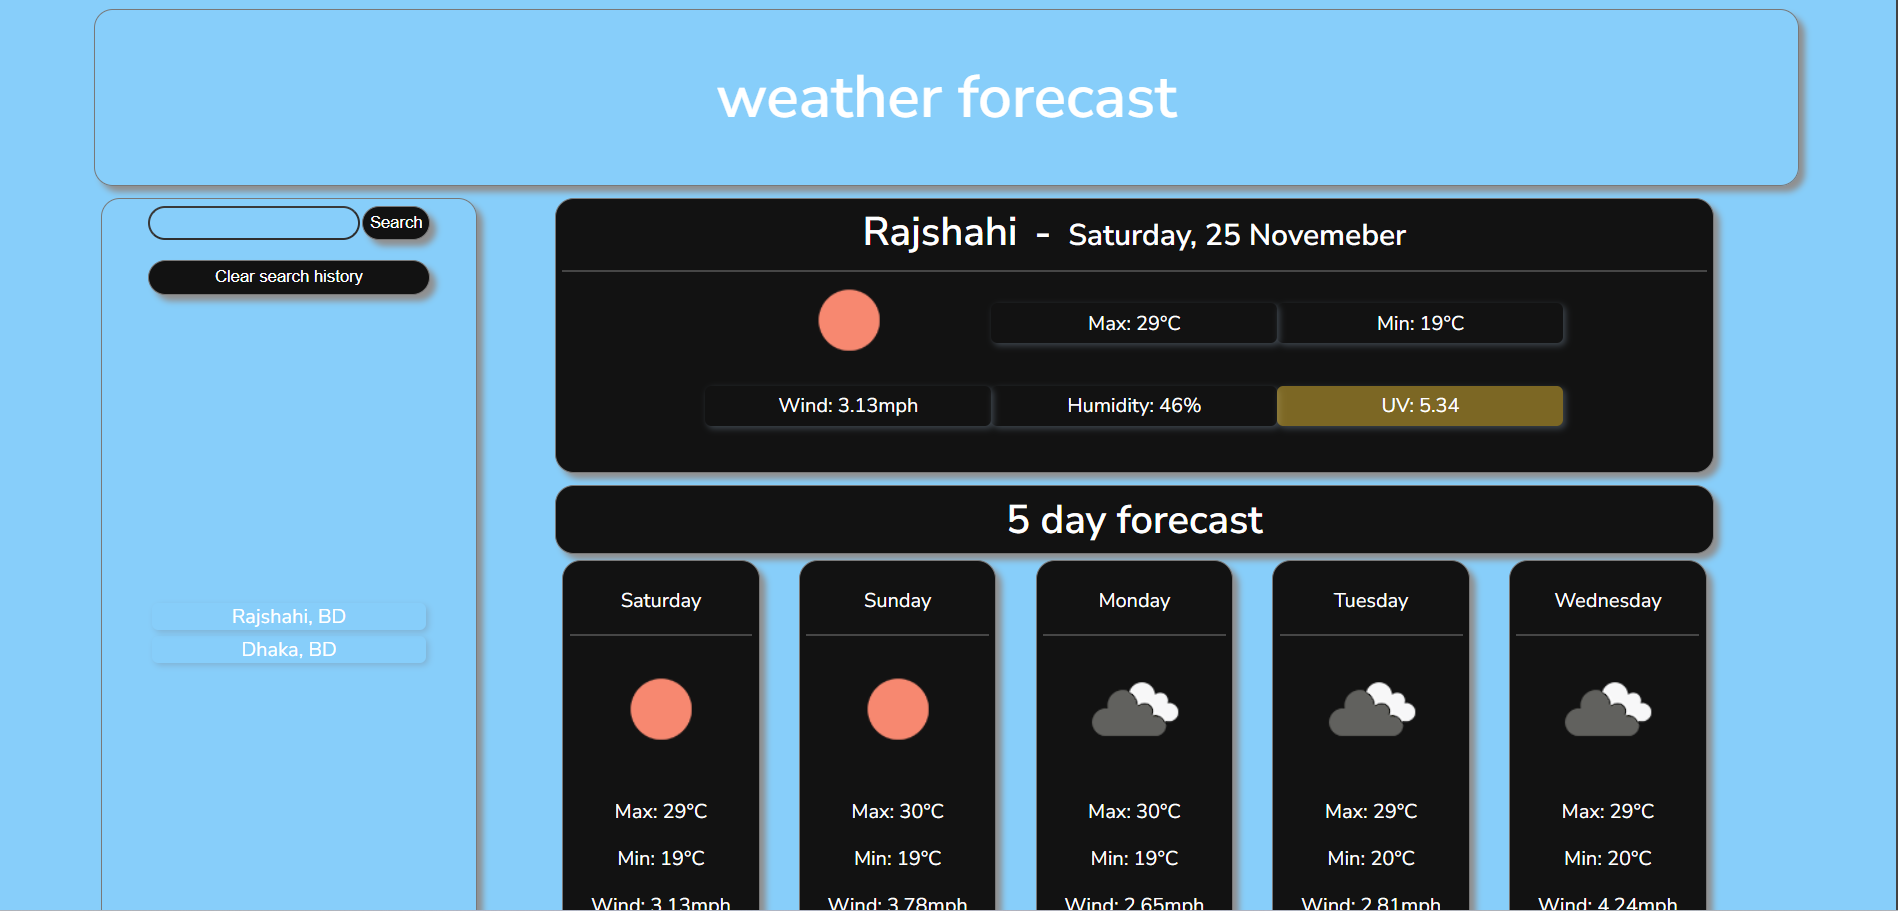 weather forecast
Search
Clear search history
Rajshahi, BD
Dhaka, BD
Rajshahi - Saturday, 25 Novemeber
Max: 29°C
Min: 19°C
Wind: 3.13mph
Humidity: 46%
UV: 5.34
5 day forecast
Saturday
Max: 29°C
Min: 19°C
Wind: 3.13mph
Sunday
Max: 30°C
Min: 19°C
Wind: 3.78mph
Monday
Max: 30°C
Min: 19°C
Wind: 2.65mph
Tuesday
Max: 29°C
Min: 20°C
Wind: 2.81mph
Wednesday
Max: 29°C
Min: 20°C
Wind: 4.24mph